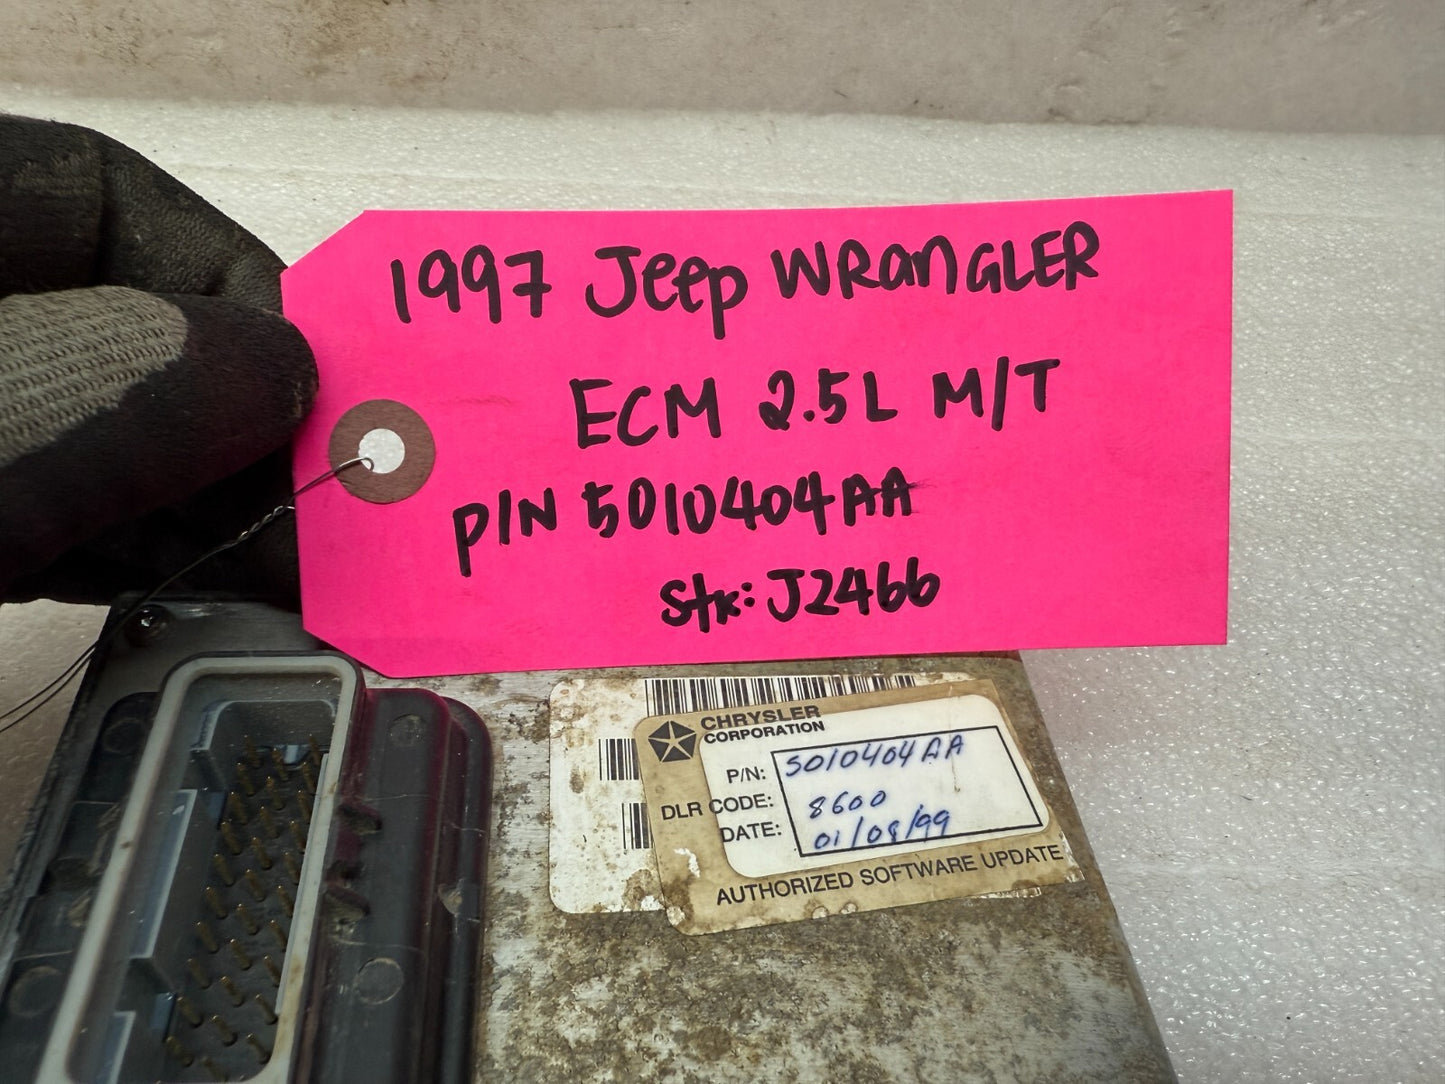 1997 Jeep WRanGLER
ECM 2.5L M/T
P/N 5010404AA
Stk: J2466
CHRYSLER
CORPORATION
P/N: 5010404AA
DLR CODE: 8600
DATE: 01/08/99
AUTHORIZED SOFTWARE UPDATE